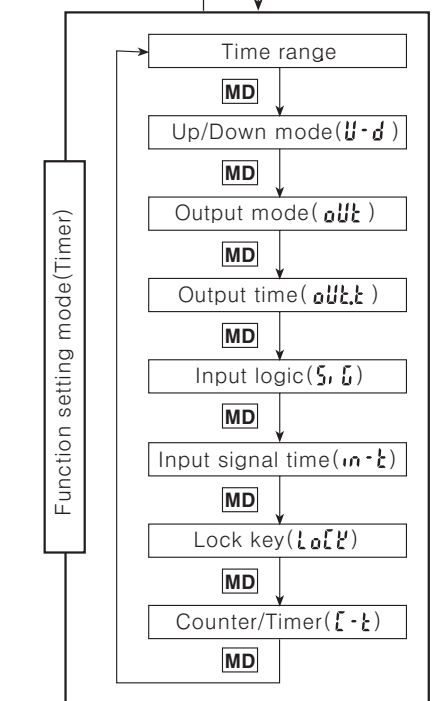 Function setting mode(Timer)
Time range
MD
Up/Down mode(U-d)
MD
Output mode(oUt)
MD
Output time(oUt.t)
MD
Input logic(SiG)
MD
Input signal time(in-t)
MD
Lock key(LoCK)
MD
Counter/Timer(C-t)
MD